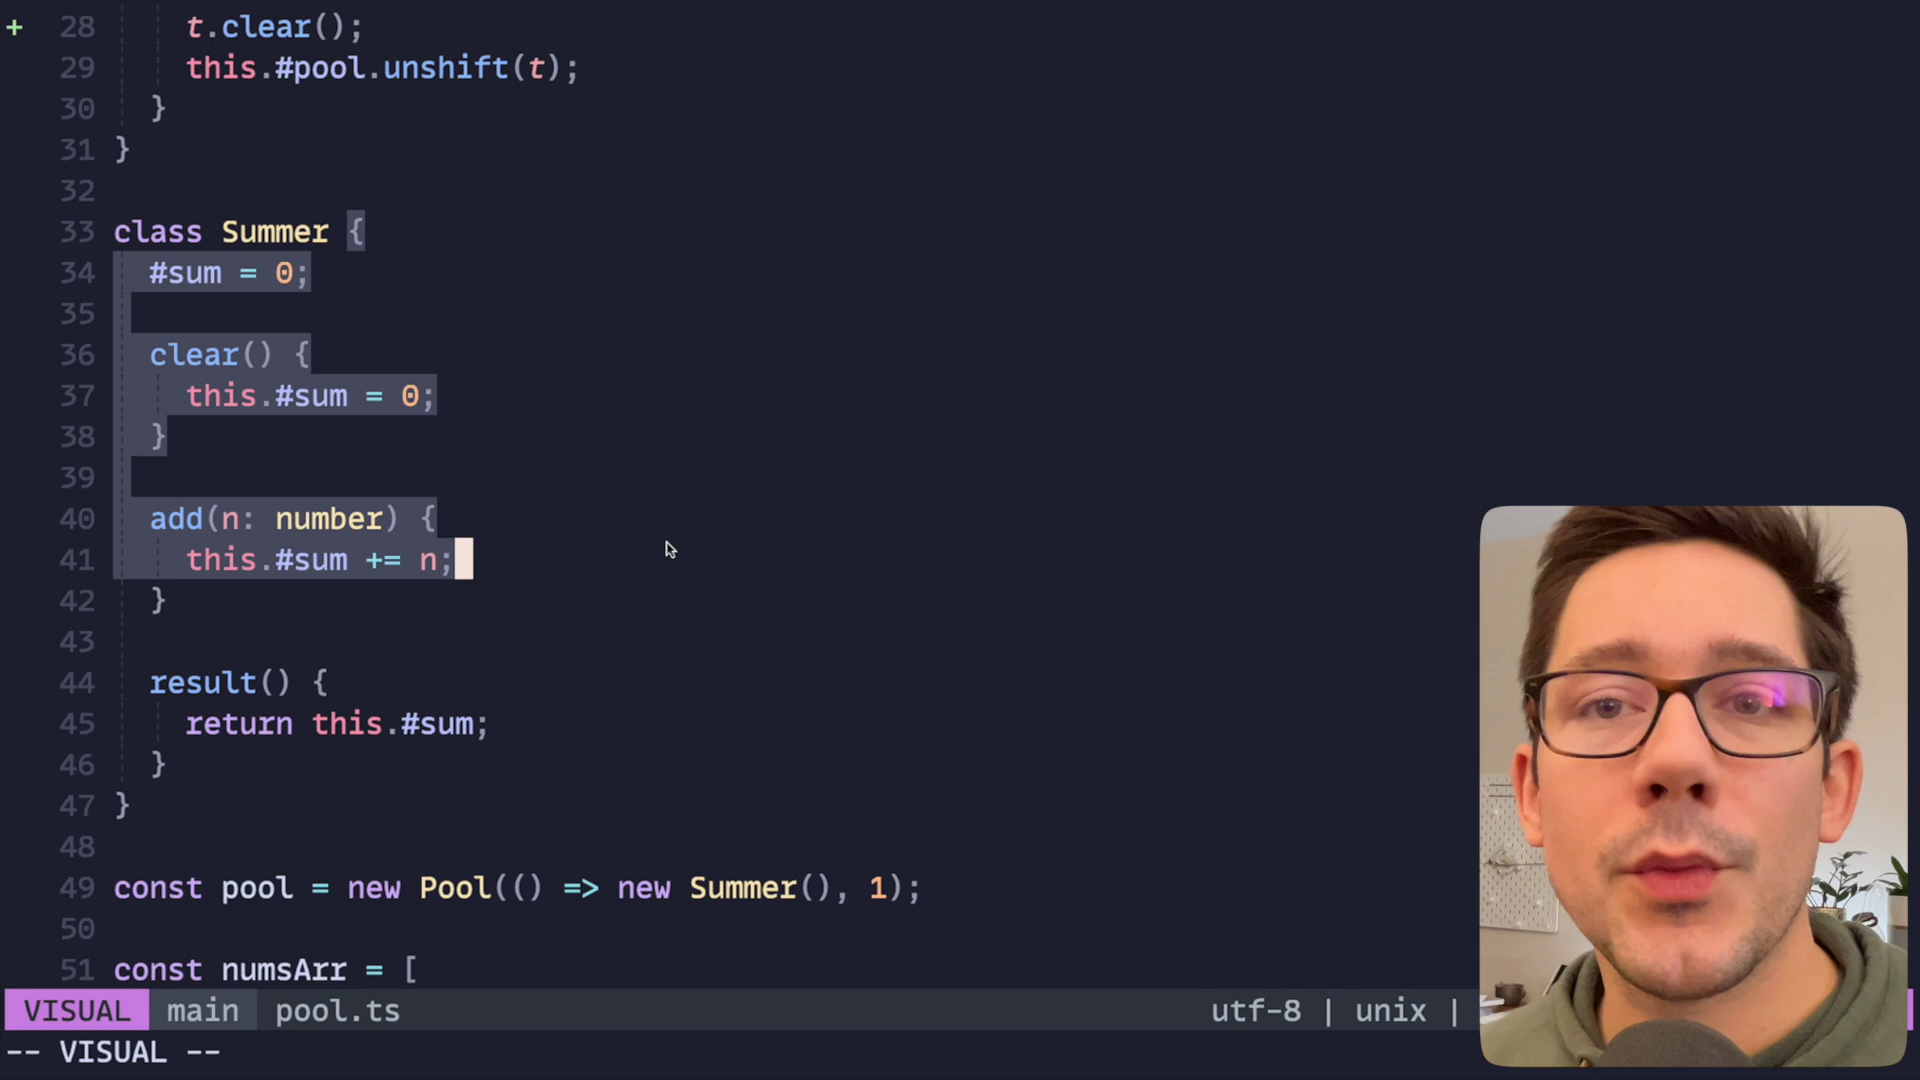 + 28 t.clear();
29 this.#pool.unshift(t);
30 }
31 }
32
33 class Summer {
34 #sum = 0;
35
36 clear() {
37 this.#sum = 0;
38 }
39
40 add(n: number) {
41 this.#sum += n;
42 }
43
44 result() {
45 return this.#sum;
46 }
47 }
48
49 const pool = new Pool(() => new Summer(), 1);
50
51 const numsArr = [
VISUAL main pool.ts utf-8 | unix |
-- VISUAL --